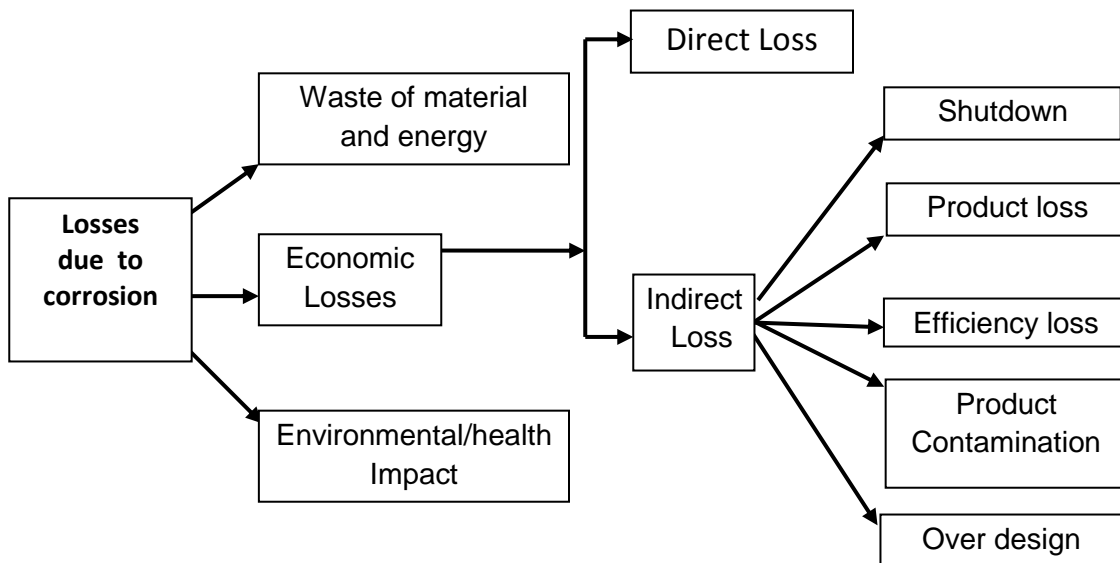 Losses
due to
corrosion
Waste of material
and energy
Economic
Losses
Environmental/health
Impact
Direct Loss
Indirect
Loss
Shutdown
Product loss
Efficiency loss
Product
Contamination
Over design